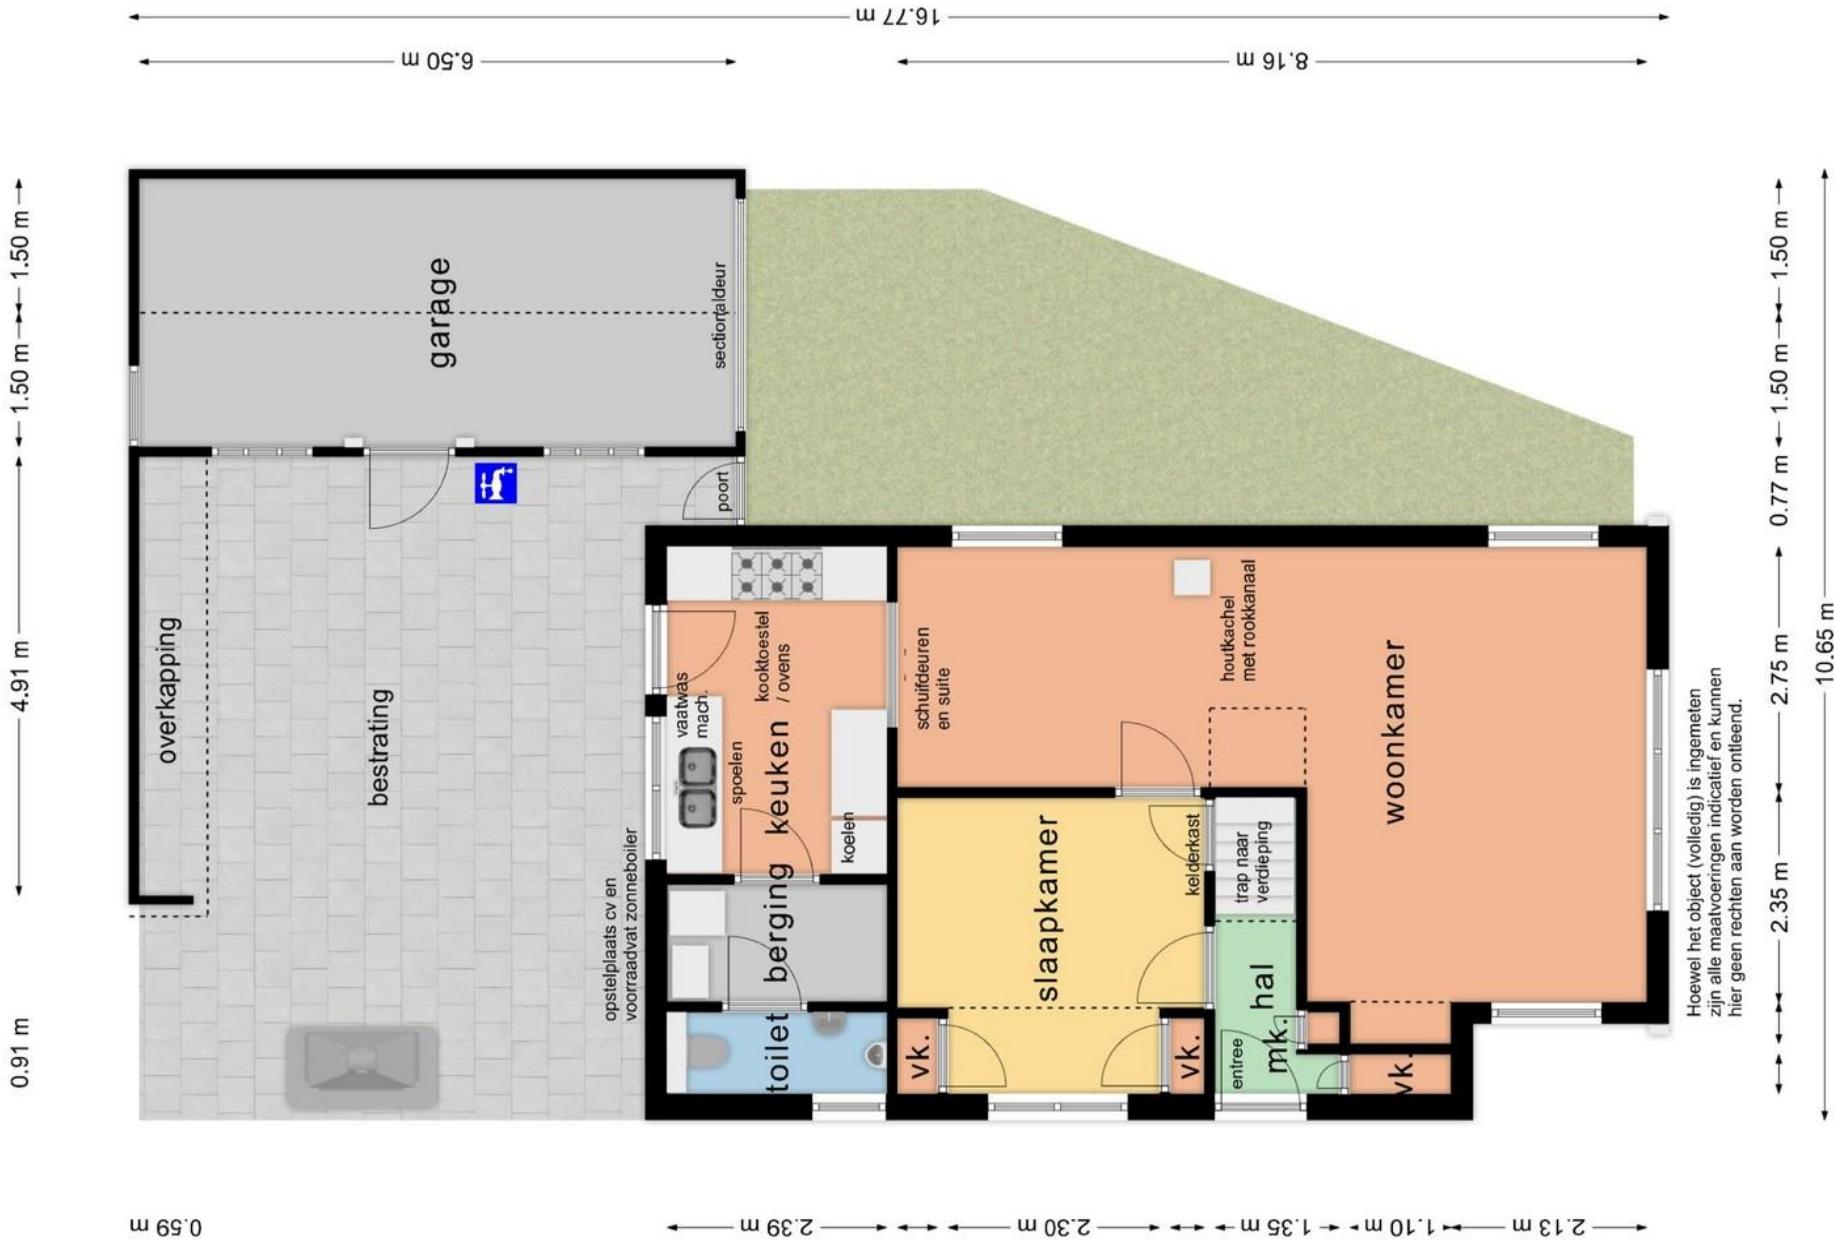 16.77 m
6.50 m
8.16 m
1.50 m
1.50 m
4.91 m
0.91 m
1.50 m
1.50 m
0.77 m
2.75 m
2.35 m
10.65 m
garage
sectionaldeur
poort
overkapping
bestrating
vaatwas
mach.
kooktoestel
/ ovens
spoelen
keuken
koelen
schuifdeuren
en suite
houtkachel
met rookkanaal
woonkamer
opstelplaats cv en
voorraadvat zonneboiler
berging
toilet
slaapkamer
kelderkast
trap naar
verdieping
hal
mk.
entree
vk.
vk.
vk.
Hoewel het object (volledig) is ingemeten
zijn alle maatvoeringen indicatief en kunnen
hier geen rechten aan worden ontleend.
0.59 m
2.39 m
2.30 m
1.35 m
1.10 m
2.13 m